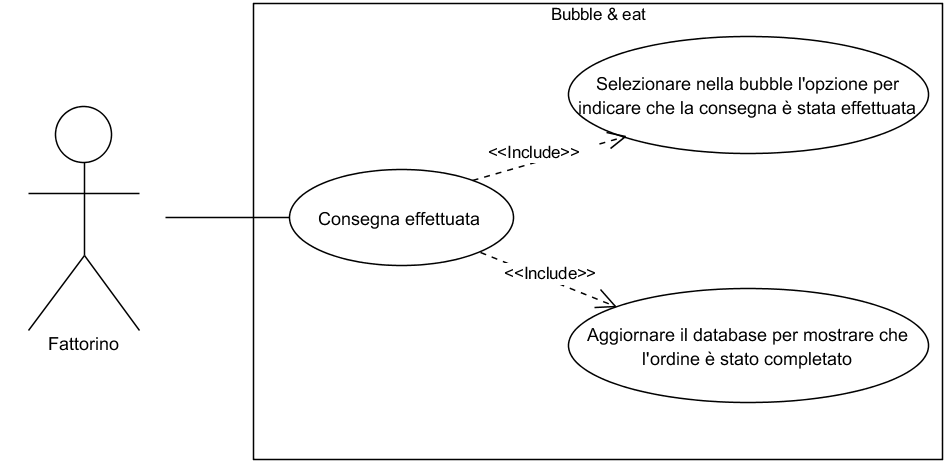 Bubble & eat
Selezionare nella bubble l'opzione per
indicare che la consegna è stata effettuata
<<Include>>
Consegna effettuata
<<Include>>
Aggiornare il database per mostrare che
l'ordine è stato completato
Fattorino